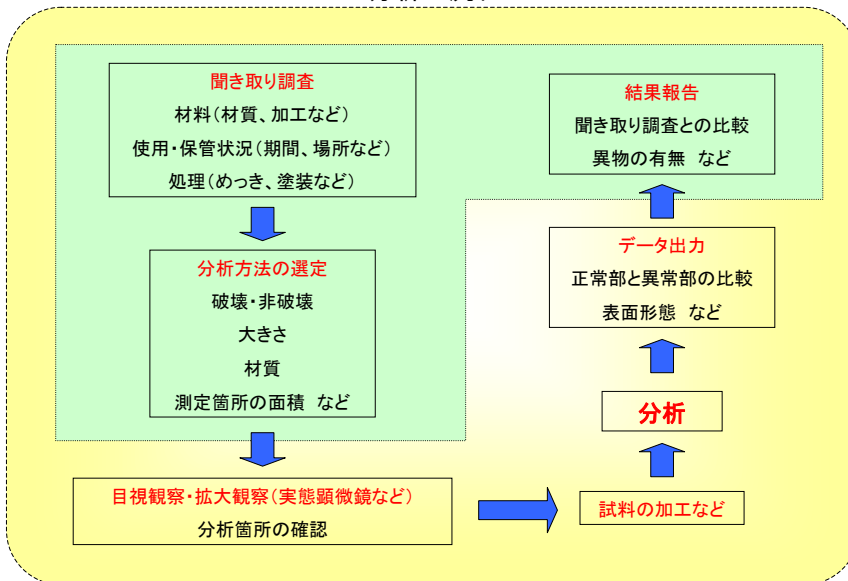 聞き取り調査
材料(材質、加工など)
使用・保管状況(期間、場所など)
処理(めっき、塗装など)
分析方法の選定
破壊・非破壊
大きさ
材質
測定箇所の面積 など
目視観察・拡大観察(実態顕微鏡など)
分析箇所の確認
試料の加工など
分析
データ出力
正常部と異常部の比較
表面形態 など
結果報告
聞き取り調査との比較
異物の有無 など